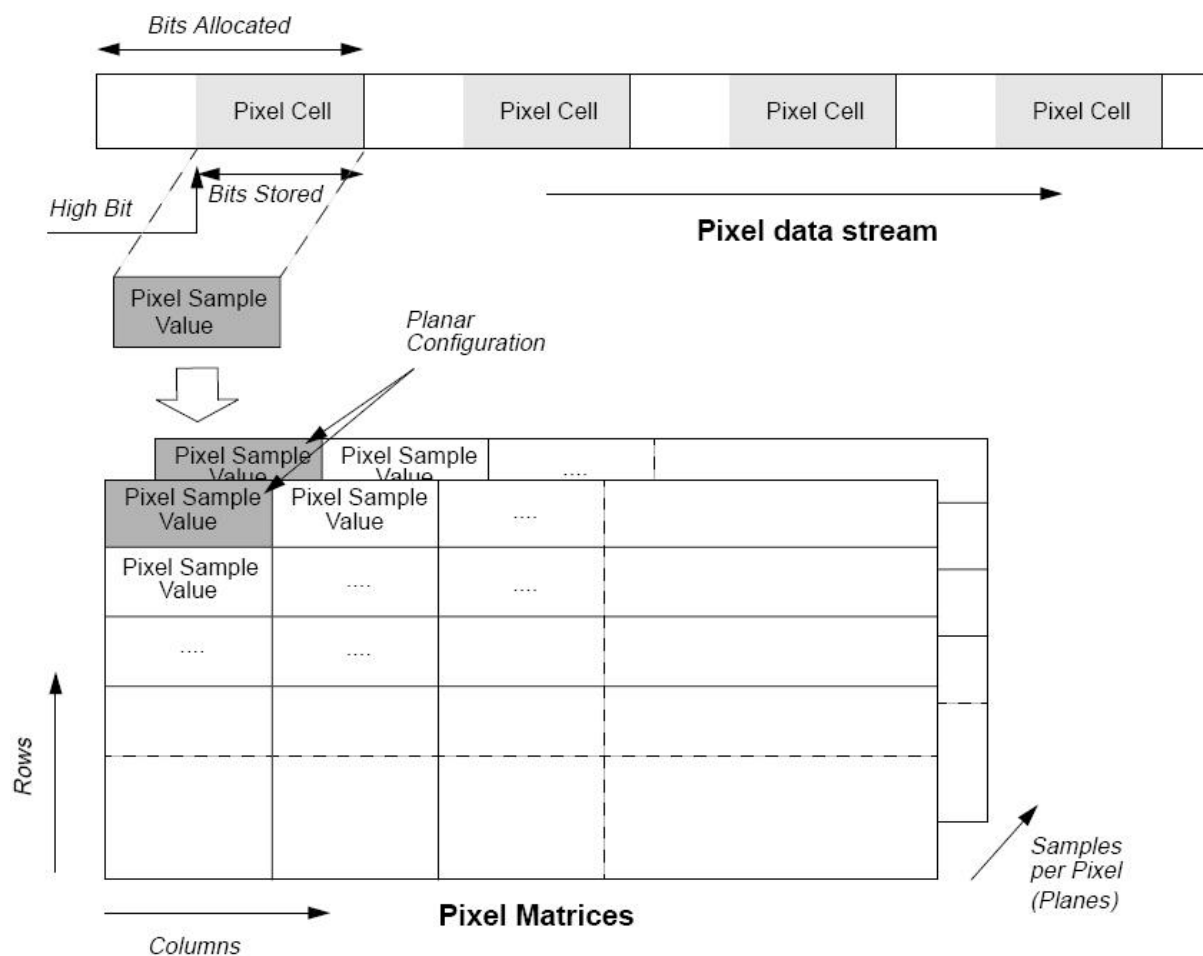 Bits Allocated
Pixel Cell
Pixel Cell
Pixel Cell
Pixel Cell
Bits Stored
High Bit
Pixel data stream
Pixel Sample
Value
Planar
Configuration
Pixel Sample
Value
Pixel Sample
Value
....
Pixel Sample
Value
Pixel Sample
Value
....
Pixel Sample
Value
....
....
....
....
Rows
Samples
per Pixel
(Planes)
Pixel Matrices
Columns